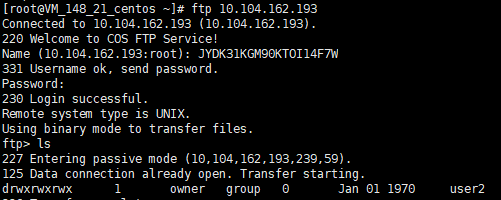 [root@VM_148_21_centos ~]# ftp 10.104.162.193
Connected to 10.104.162.193 (10.104.162.193).
220 Welcome to COS FTP Service!
Name (10.104.162.193:root): JYDK31KGM90KTOI14F7W
331 Username ok, send password.
Password:
230 Login successful.
Remote system type is UNIX.
Using binary mode to transfer files.
ftp> ls
227 Entering passive mode (10,104,162,193,239,59).
125 Data connection already open. Transfer starting.
drwxrwxrwx 1 owner group 0 Jan 01 1970 user2